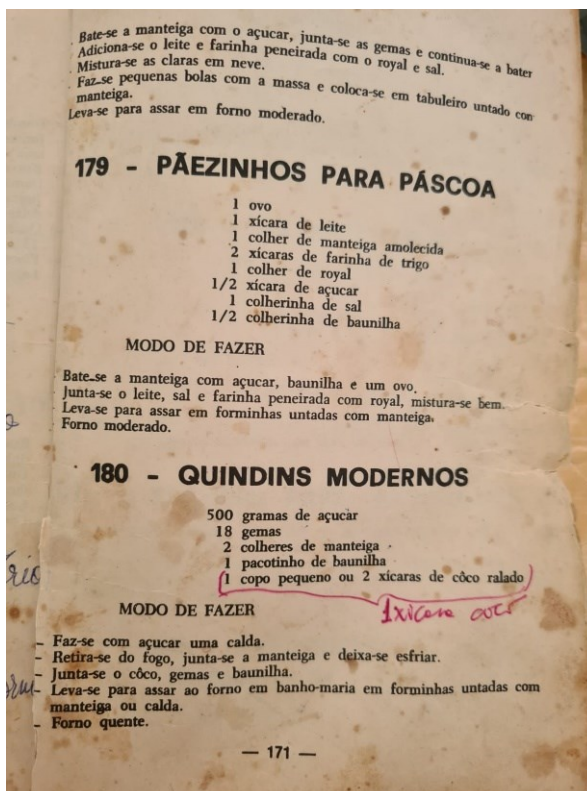 Bate-se a manteiga com o açucar, junta-se as gemas e continua-se a bater
Adiciona-se o leite e farinha peneirada com o royal e sal.
Mistura-se as claras em neve.
Faz-se pequenas bolas com a massa e coloca-se em tabuleiro untado com
manteiga.
Leva-se para assar em forno moderado.
179 - PÃEZINHOS PARA PÁSCOA
1 ovo
1 xícara de leite
1 colher de manteiga amolecida
2 xícaras de farinha de trigo
1 colher de royal
1/2 xícara de açucar
1 colherinha de sal
1/2 colherinha de baunilha
MODO DE FAZER
Bate-se a manteiga com açucar, baunilha e um ovo.
Junta-se o leite, sal e farinha peneirada com royal, mistura-se bem.
Leva-se para assar em forminhas untadas com manteiga.
Forno moderado.
180 - QUINDINS MODERNOS
500 gramas de açucar
18 gemas
2 colheres de manteiga
1 pacotinho de baunilha
(1 copo pequeno ou 2 xícaras de côco ralado)
1 xícara coco
MODO DE FAZER
- Faz-se com açucar uma calda.
- Retira-se do fogo, junta-se a manteiga e deixa-se esfriar.
- Junta-se o côco, gemas e baunilha.
- Leva-se para assar ao forno em banho-maria em forminhas untadas com
manteiga ou calda.
- Forno quente.
— 171 —